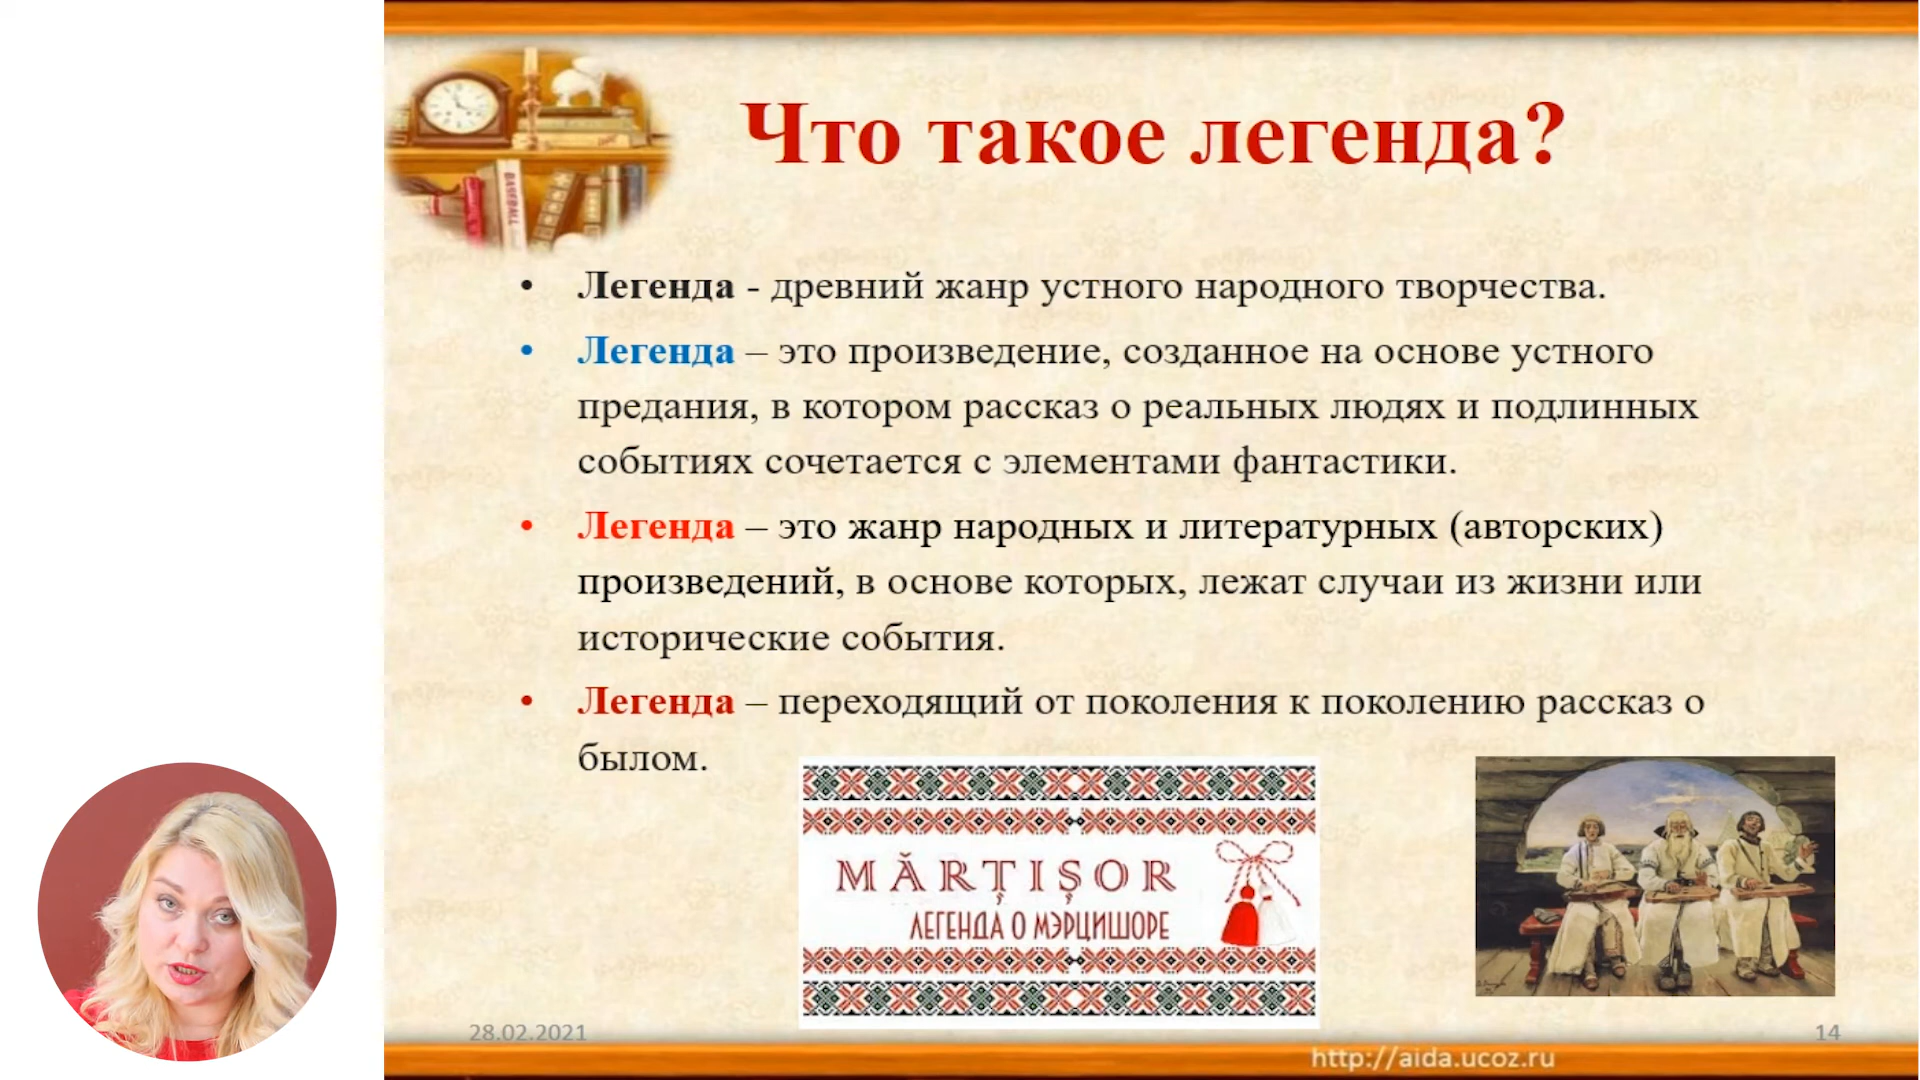 Что такое легенда?
BASEBALL
• Легенда - древний жанр устного народного творчества.
• Легенда – это произведение, созданное на основе устного
предания, в котором рассказ о реальных людях и подлинных
событиях сочетается с элементами фантастики.
• Легенда – это жанр народных и литературных (авторских)
произведений, в основе которых, лежат случаи из жизни или
исторические события.
• Легенда – переходящий от поколения к поколению рассказ о
былом.
MĂRȚIȘOR
ЛЕГЕНДА О МЭРЦИШОРЕ
28.02.2021
14
http://aida.ucoz.ru